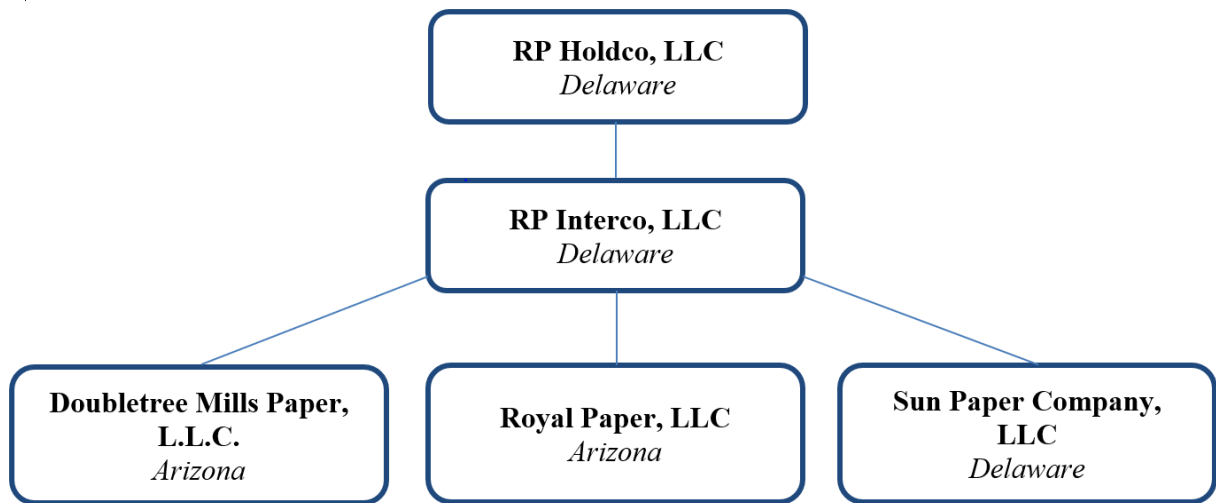 RP Holdco, LLC
Delaware
RP Interco, LLC
Delaware
Doubletree Mills Paper,
L.L.C.
Arizona
Royal Paper, LLC
Arizona
Sun Paper Company,
LLC
Delaware